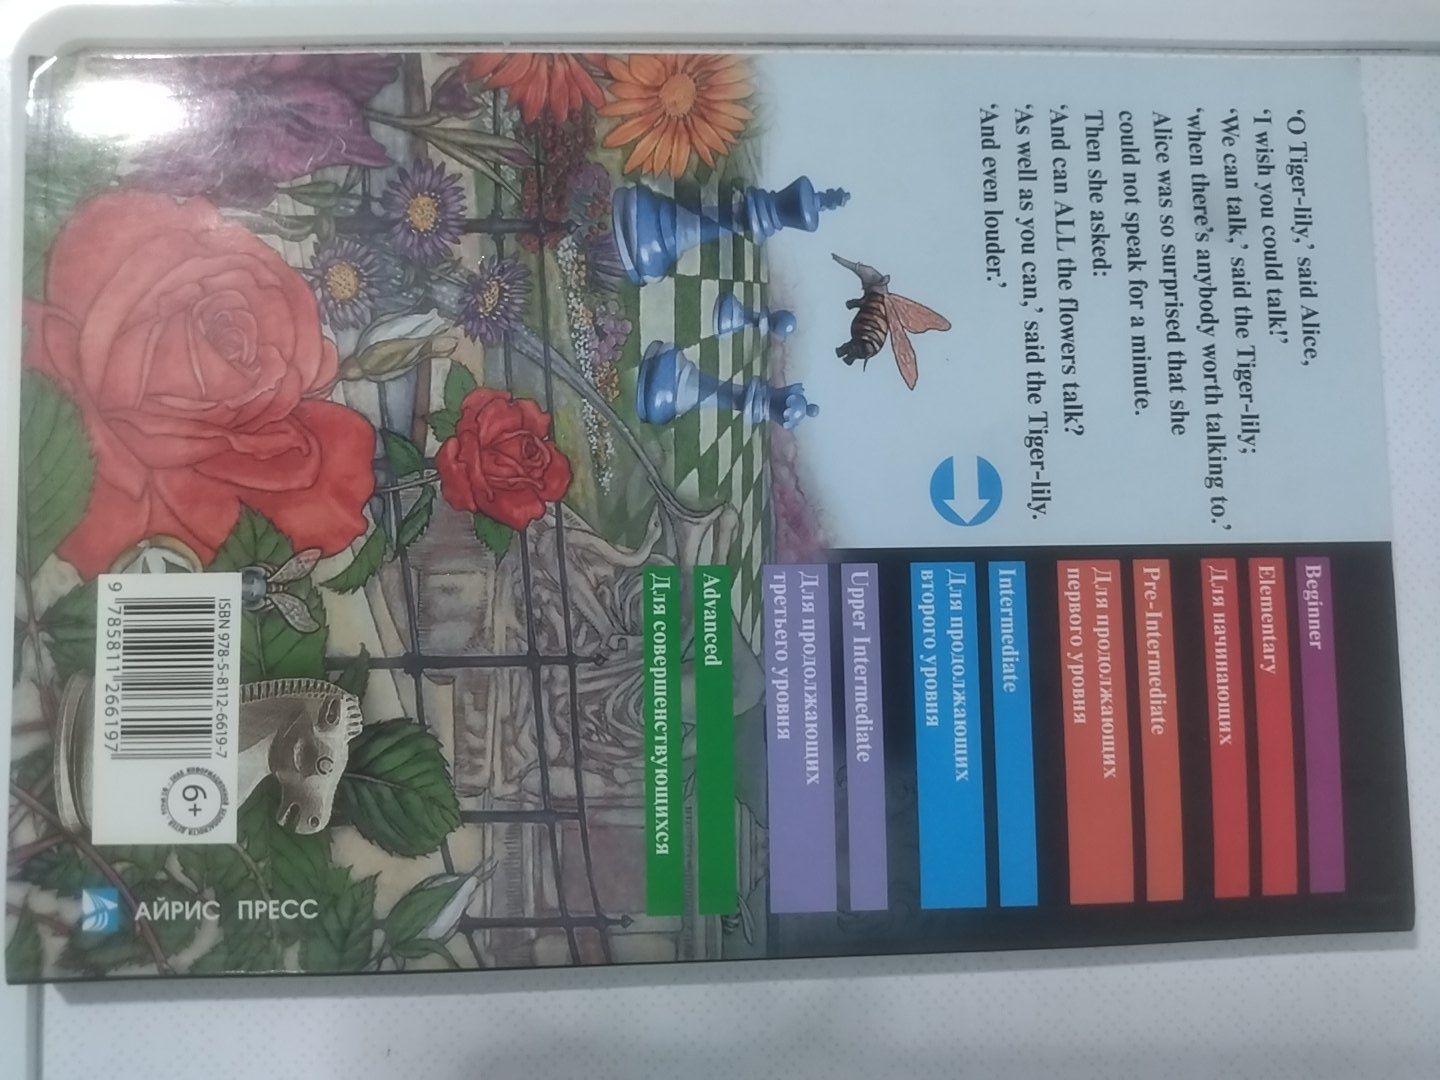 ‘O Tiger-lily,’ said Alice,
‘I wish you could talk!’
‘We can talk,’ said the Tiger-lily;
‘when there’s anybody worth talking to.’
Alice was so surprised that she
could not speak for a minute.
Then she asked:
‘And can ALL the flowers talk?
‘As well as you can,’ said the Tiger-lily.
‘And even louder.’
Beginner
Elementary
Для начинающих
Pre-Intermediate
Для продолжающих
первого уровня
Intermediate
Для продолжающих
второго уровня
Upper Intermediate
Для продолжающих
третьего уровня
Advanced
Для совершенствующихся
ISBN 978-5-8112-6619-7
9 785811 266197
6+
АЙРИС ПРЕСС